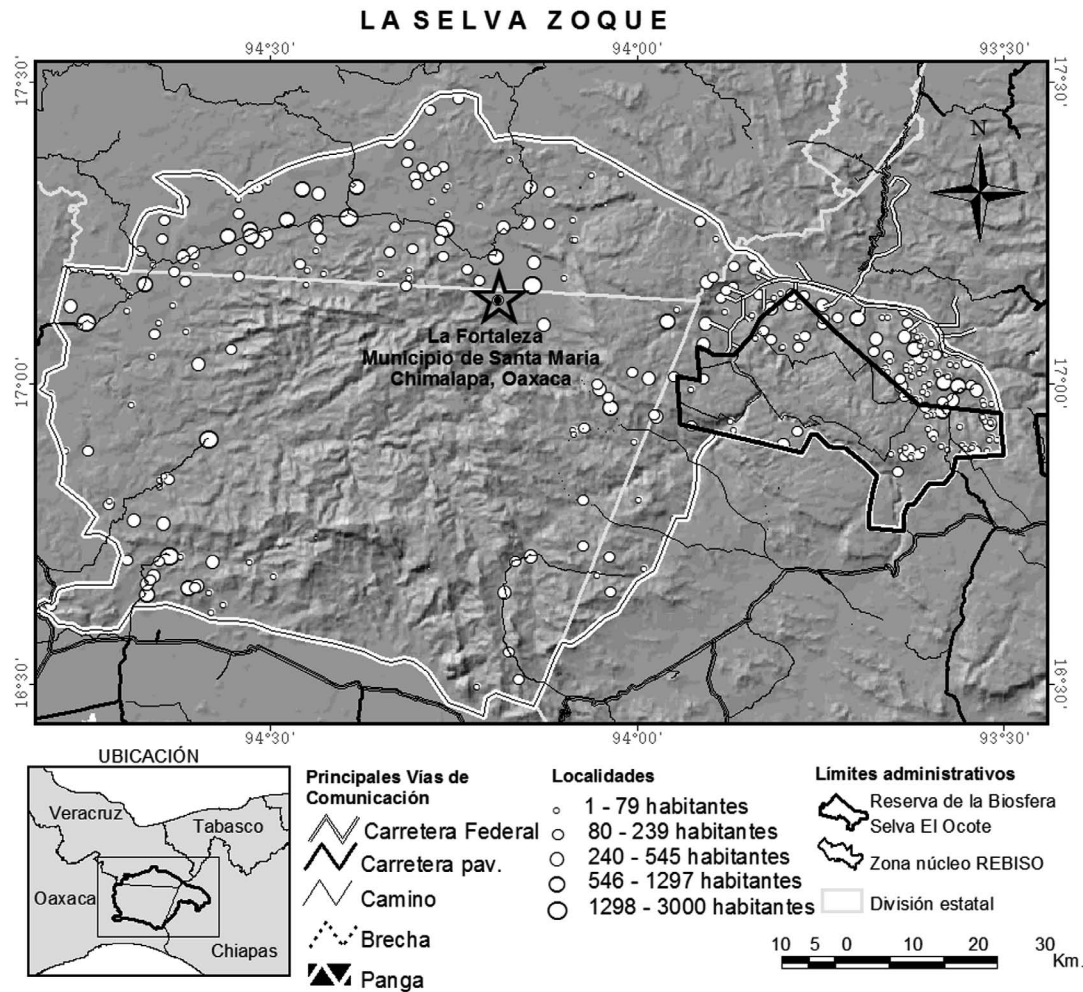 LA SELVA ZOQUE
94°30'
94°00'
93°30'
17°30'
17°30'
N
La Fortaleza
Municipio de Santa Maria
Chimalapa, Oaxaca
17°00'
17°00'
16°30'
16°30'
94°30'
94°00'
93°30'
UBICACIÓN
Veracruz
Tabasco
Oaxaca
Chiapas
Principales Vías de
Comunicación
Carretera Federal
Carretera pav.
Camino
Brecha
Panga
Localidades
1 - 79 habitantes
80 - 239 habitantes
240 - 545 habitantes
546 - 1297 habitantes
1298 - 3000 habitantes
Límites administrativos
Reserva de la Biosfera
Selva El Ocote
Zona núcleo REBISO
División estatal
10 5 0 10 20 30
Km.